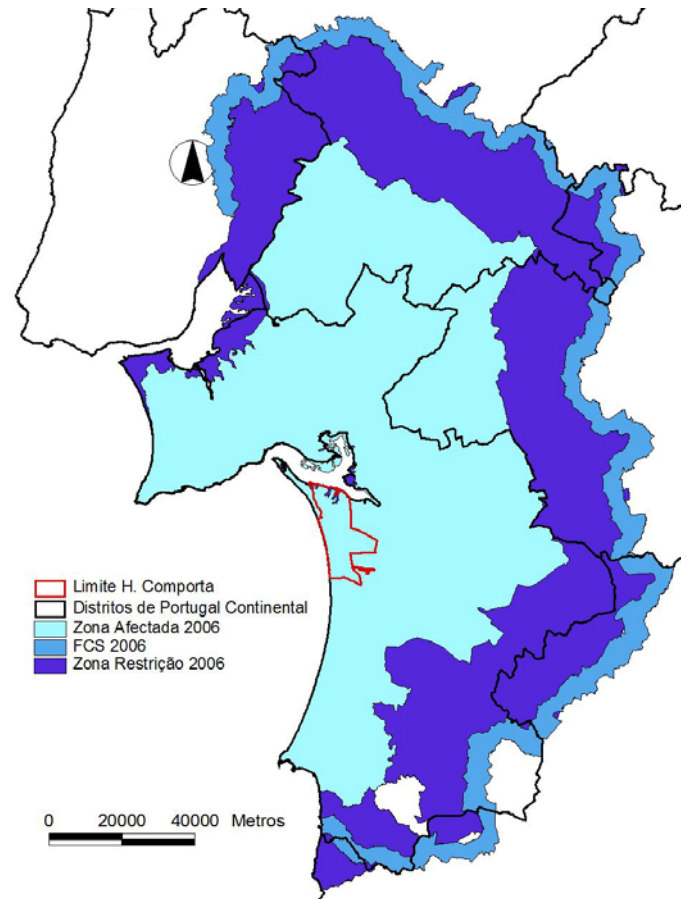 Limite H. Comporta
Distritos de Portugal Continental
Zona Afectada 2006
FCS 2006
Zona Restrição 2006
0 20000 40000 Metros